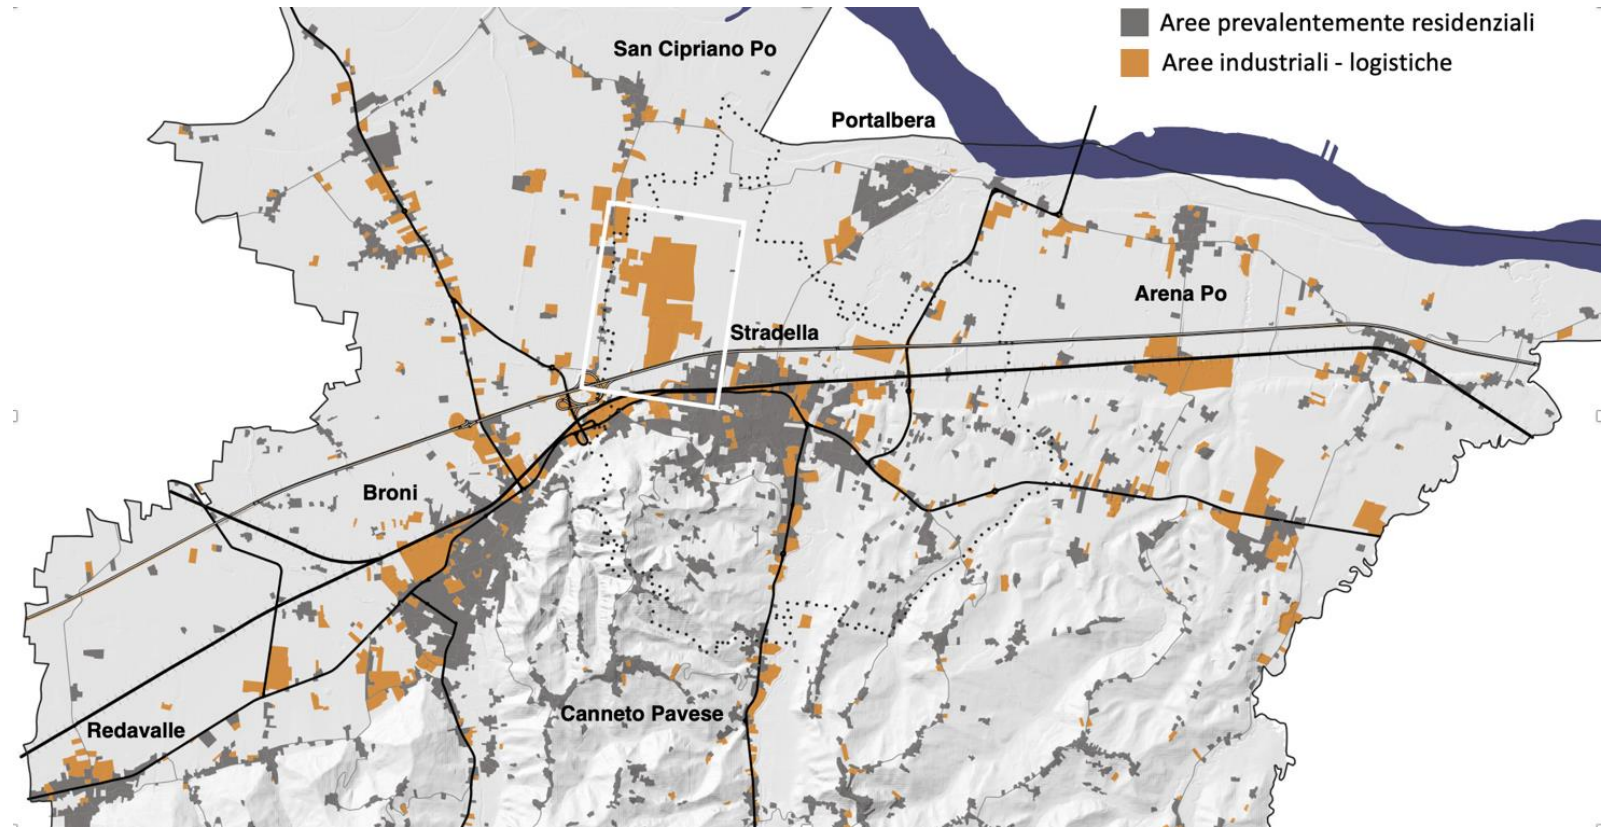 Aree prevalentemente residenziali
Aree industriali - logistiche
San Cipriano Po
Portalbera
Arena Po
Stradella
Broni
Canneto Pavese
Redavalle